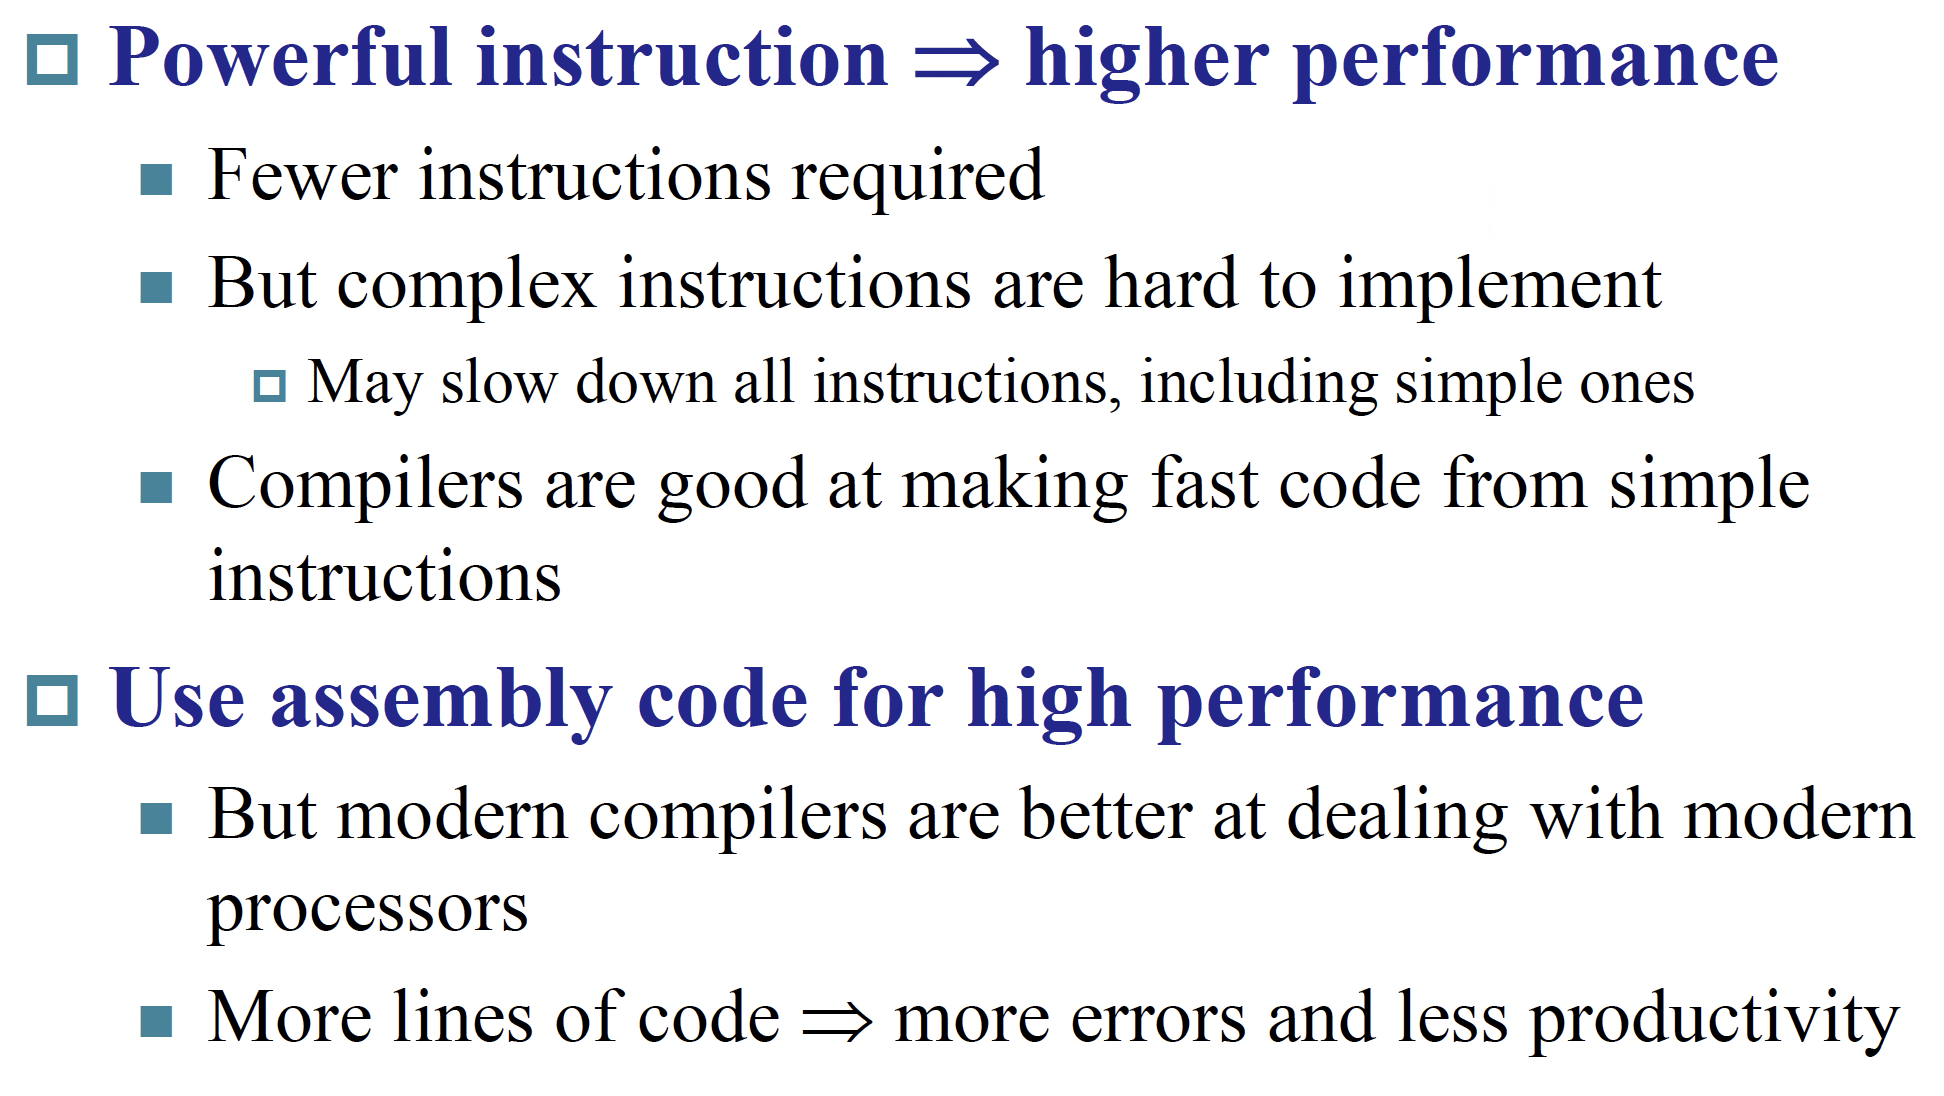 Powerful instruction ⇒ higher performance
Fewer instructions required
But complex instructions are hard to implement
May slow down all instructions, including simple ones
Compilers are good at making fast code from simple
instructions
Use assembly code for high performance
But modern compilers are better at dealing with modern
processors
More lines of code ⇒ more errors and less productivity